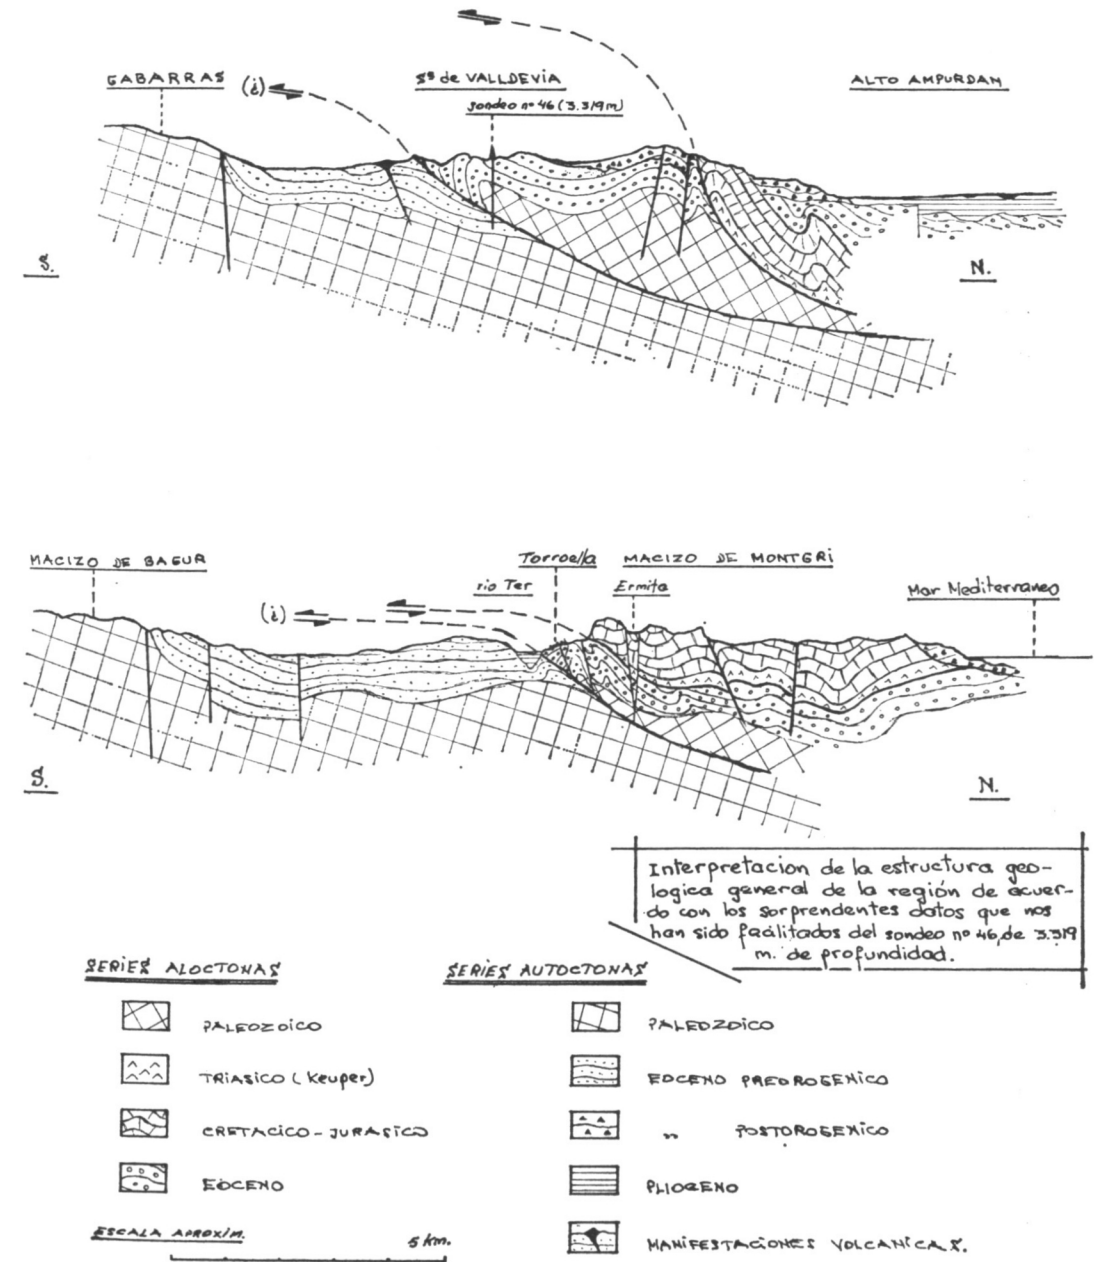 GABARRAS
(¿)
Sª de VALLDEVIA
sondeo nº 46 (3.319 m)
ALTO AMPURDAN
S.
N.
MACIZO DE BAGUR
Torroella
MACIZO DE MONTGRI
rio Ter
Ermita
Mar Mediterraneo
(¿)
S.
N.
Interpretacion de la estructura geo-
logica general de la región de acuer-
do con los sorprendentes datos que nos
han sido facilitados del sondeo nº 46, de 3.319
m. de profundidad.
SERIES ALOCTONAS
PALEOZOICO
TRIASICO (Keuper)
CRETACICO-JURASICO
EOCENO
ESCALA APROXIM.
5 km.
SERIES AUTOCTONAS
PALEOZOICO
EOCENO PREOROGENICO
" POSTOROGENICO
PLIOCENO
MANIFESTACIONES VOLCANICAS.